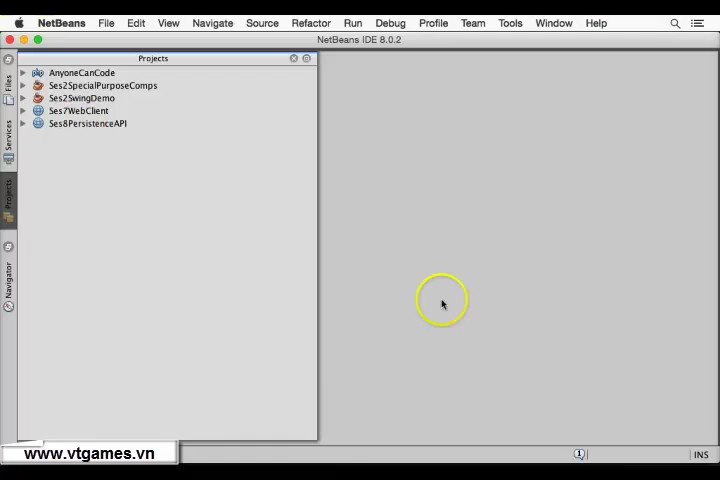 NetBeans File Edit View Navigate Source Refactor Run Debug Profile Team Tools Window Help
NetBeans IDE 8.0.2
Projects
Files
Services
Projects
Navigator
AnyoneCanCode
Ses2SpecialPurposeComps
Ses2SwingDemo
Ses7WebClient
Ses8PersistenceAPI
www.vtgames.vn
1
INS